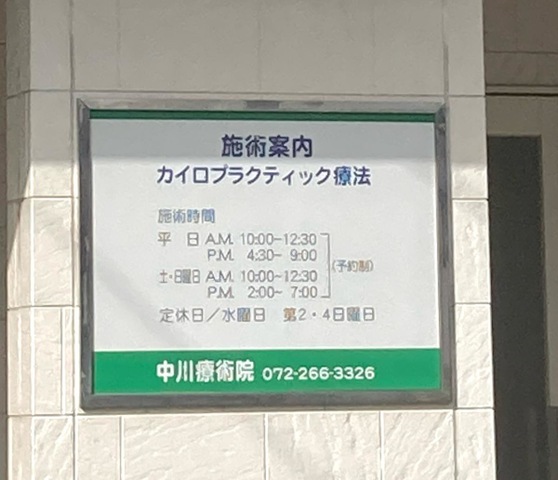 施術案内
カイロプラクティック療法
施術時間
平　日 A.M. 10:00~12:30
P.M. 4:30~ 9:00
(予約制)
土・日曜日 A.M. 10:00~12:30
P.M. 2:00~ 7:00
定休日／水曜日　第2・4日曜日
中川療術院 072-266-3326